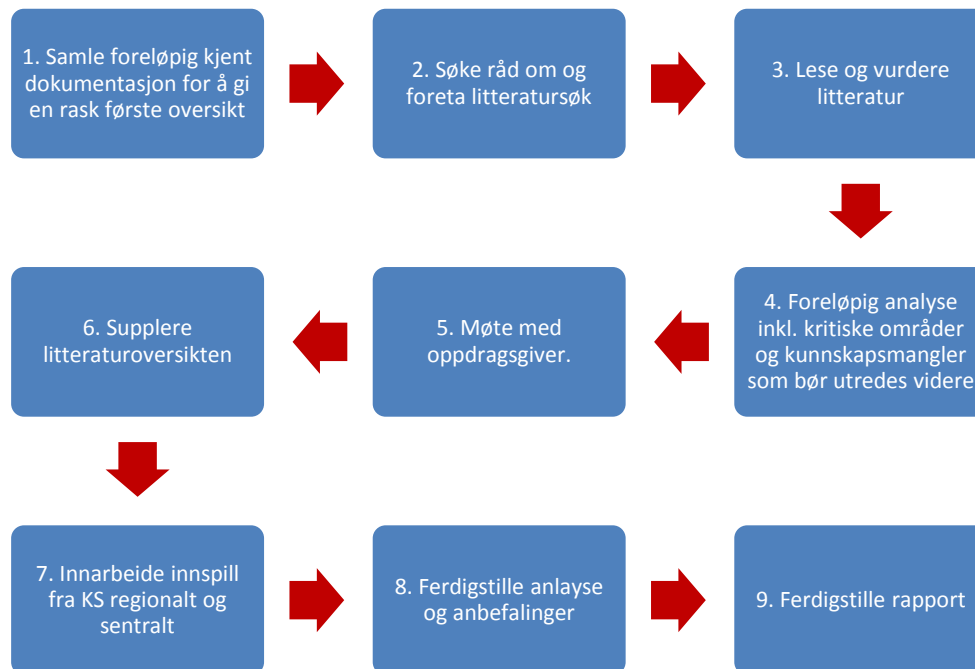 1. Samle foreløpig kjent
dokumentasjon for å gi
en rask første oversikt
2. Søke råd om og
foreta litteratursøk
3. Lese og vurdere
litteratur
4. Foreløpig analyse
inkl. kritiske områder
og kunnskapsmangler
som bør utredes videre
5. Møte med
oppdragsgiver.
6. Supplere
litteraturoversikten
7. Innarbeide innspill
fra KS regionalt og
sentralt
8. Ferdigstille anlayse
og anbefalinger
9. Ferdigstille rapport